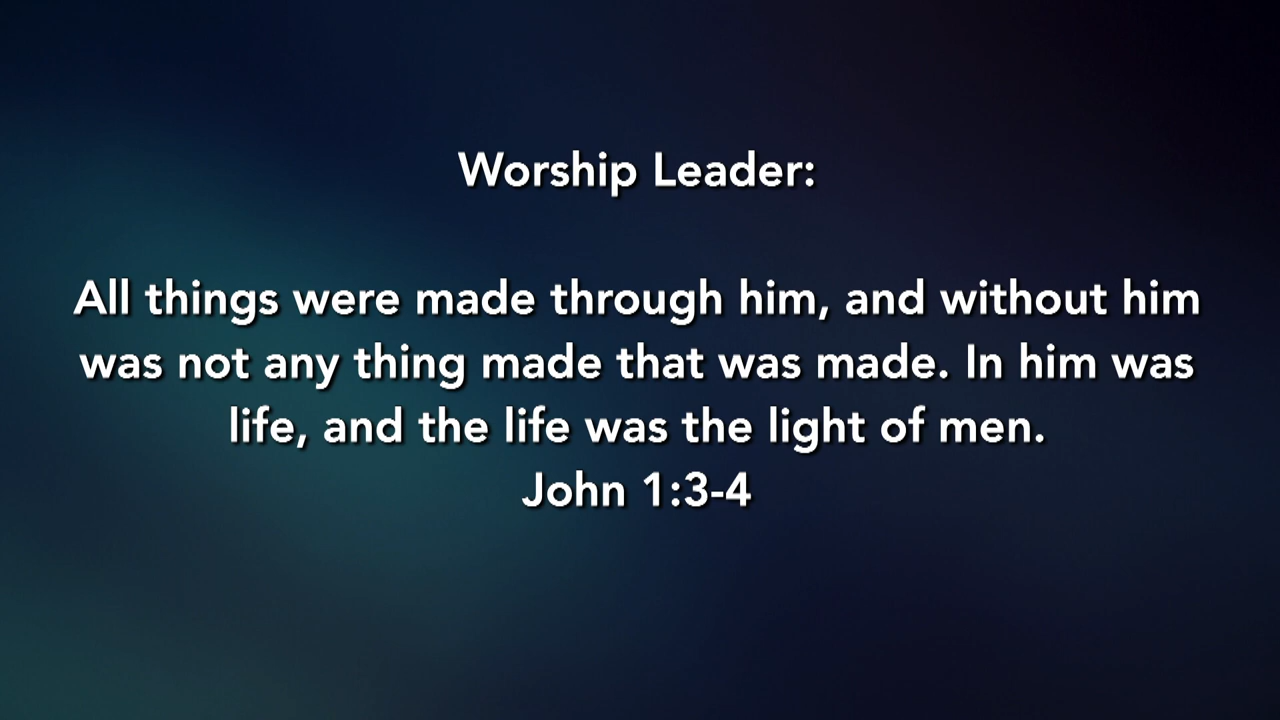 Worship Leader:
All things were made through him, and without him
was not any thing made that was made. In him was
life, and the life was the light of men.
John 1:3-4